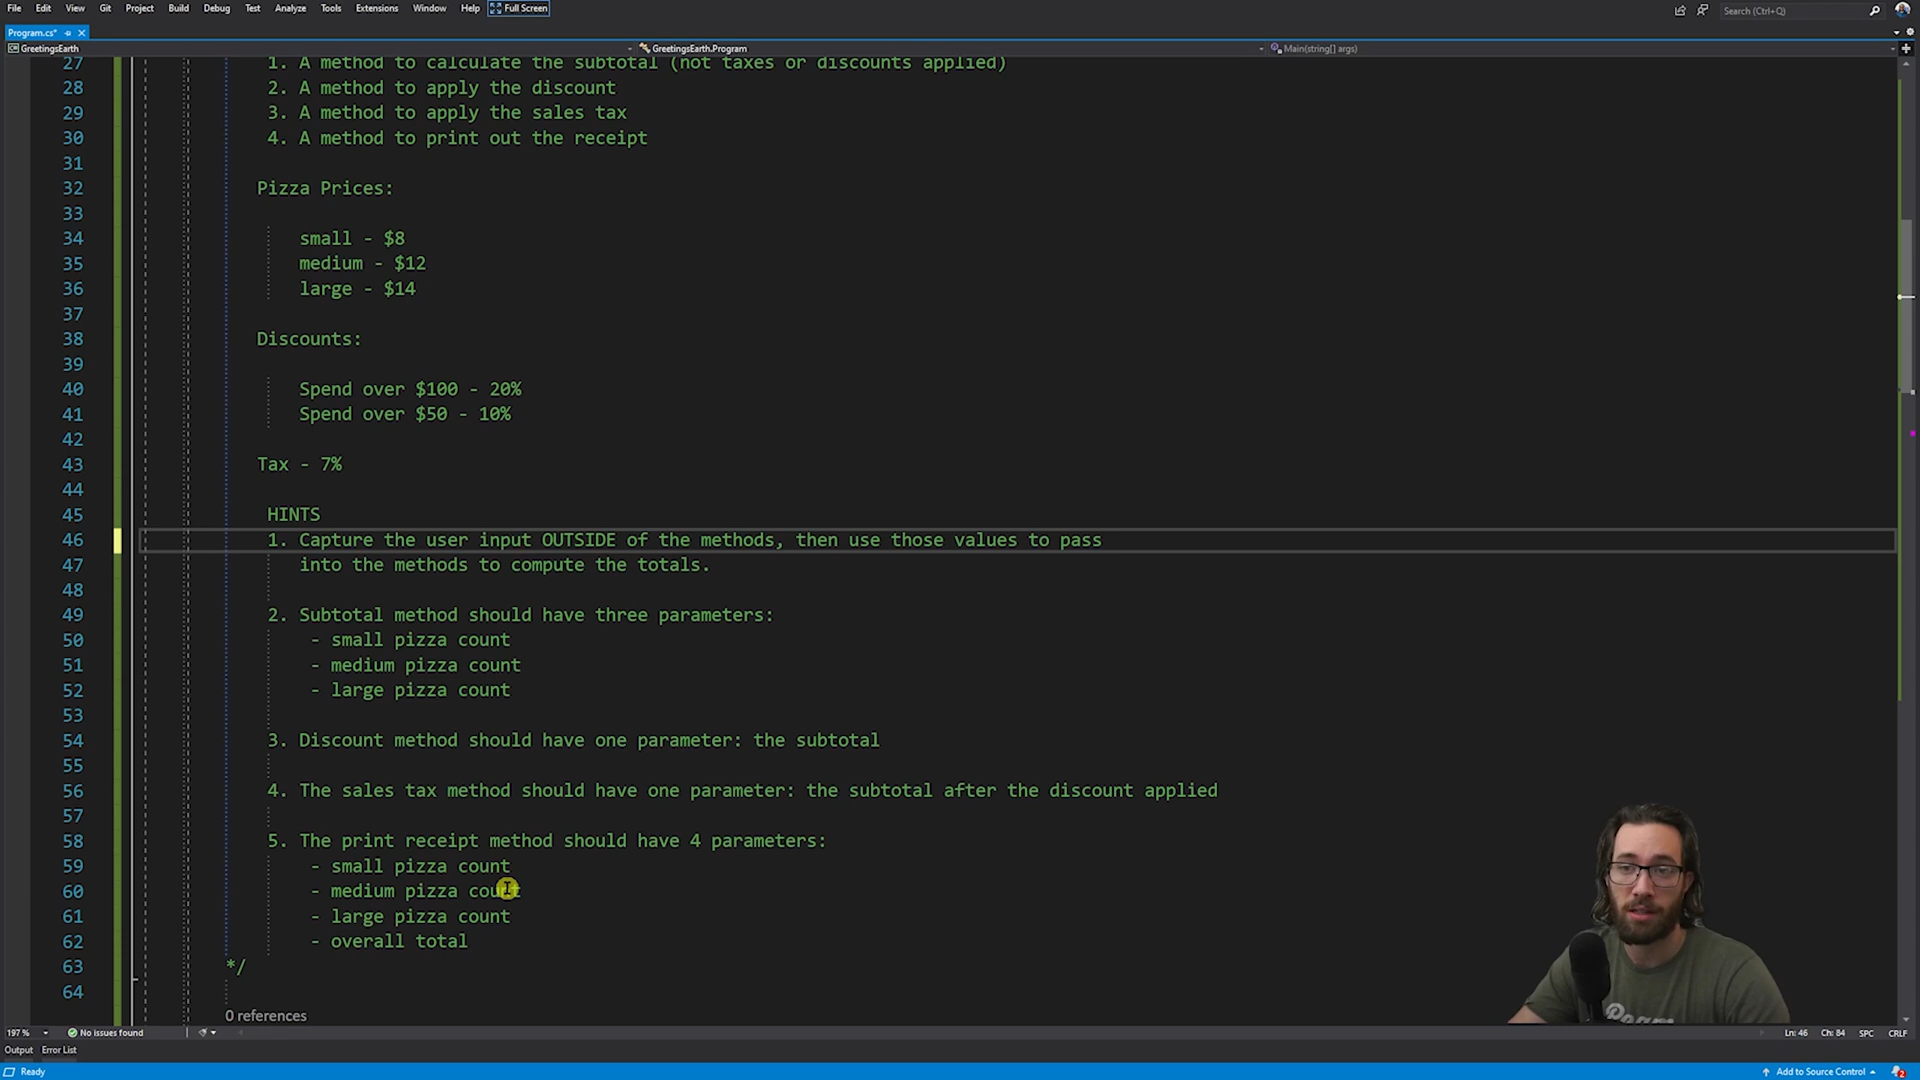 File Edit View Git Project Build Debug Test Analyze Tools Extensions Window Help Full Screen Search (Ctrl+Q)
Program.cs*
GreetingsEarth GreetingsEarth.Program Main(string[] args)
27 1. A method to calculate the subtotal (not taxes or discounts applied)
28 2. A method to apply the discount
29 3. A method to apply the sales tax
30 4. A method to print out the receipt
31
32 Pizza Prices:
33
34 small - $8
35 medium - $12
36 large - $14
37
38 Discounts:
39
40 Spend over $100 - 20%
41 Spend over $50 - 10%
42
43 Tax - 7%
44
45 HINTS
46 1. Capture the user input OUTSIDE of the methods, then use those values to pass
47 into the methods to compute the totals.
48
49 2. Subtotal method should have three parameters:
50 - small pizza count
51 - medium pizza count
52 - large pizza count
53
54 3. Discount method should have one parameter: the subtotal
55
56 4. The sales tax method should have one parameter: the subtotal after the discount applied
57
58 5. The print receipt method should have 4 parameters:
59 - small pizza count
60 - medium pizza count
61 - large pizza count
62 - overall total
63 */
64
0 references
197 % No issues found Ln: 46 Ch: 84 SPC CRLF
Output Error List
Ready Add to Source Control 2